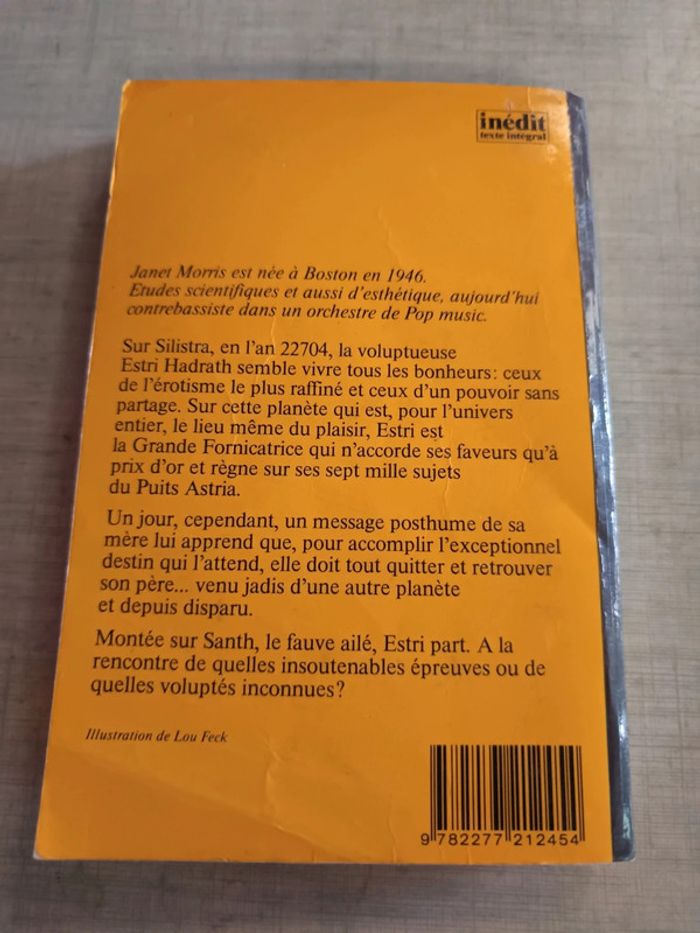 inédit
texte intégral
Janet Morris est née à Boston en 1946.
Etudes scientifiques et aussi d'esthétique, aujourd'hui
contrebassiste dans un orchestre de Pop music.
Sur Silistra, en l'an 22704, la voluptueuse
Estri Hadrath semble vivre tous les bonheurs : ceux
de l'érotisme le plus raffiné et ceux d'un pouvoir sans
partage. Sur cette planète qui est, pour l'univers
entier, le lieu même du plaisir, Estri est
la Grande Fornicatrice qui n'accorde ses faveurs qu'à
prix d'or et règne sur ses sept mille sujets
du Puits Astria.
Un jour, cependant, un message posthume de sa
mère lui apprend que, pour accomplir l'exceptionnel
destin qui l'attend, elle doit tout quitter et retrouver
son père... venu jadis d'une autre planète
et depuis disparu.
Montée sur Santh, le fauve ailé, Estri part. A la
rencontre de quelles insoutenables épreuves ou de
quelles voluptés inconnues ?
Illustration de Lou Feck
9 782277 212454